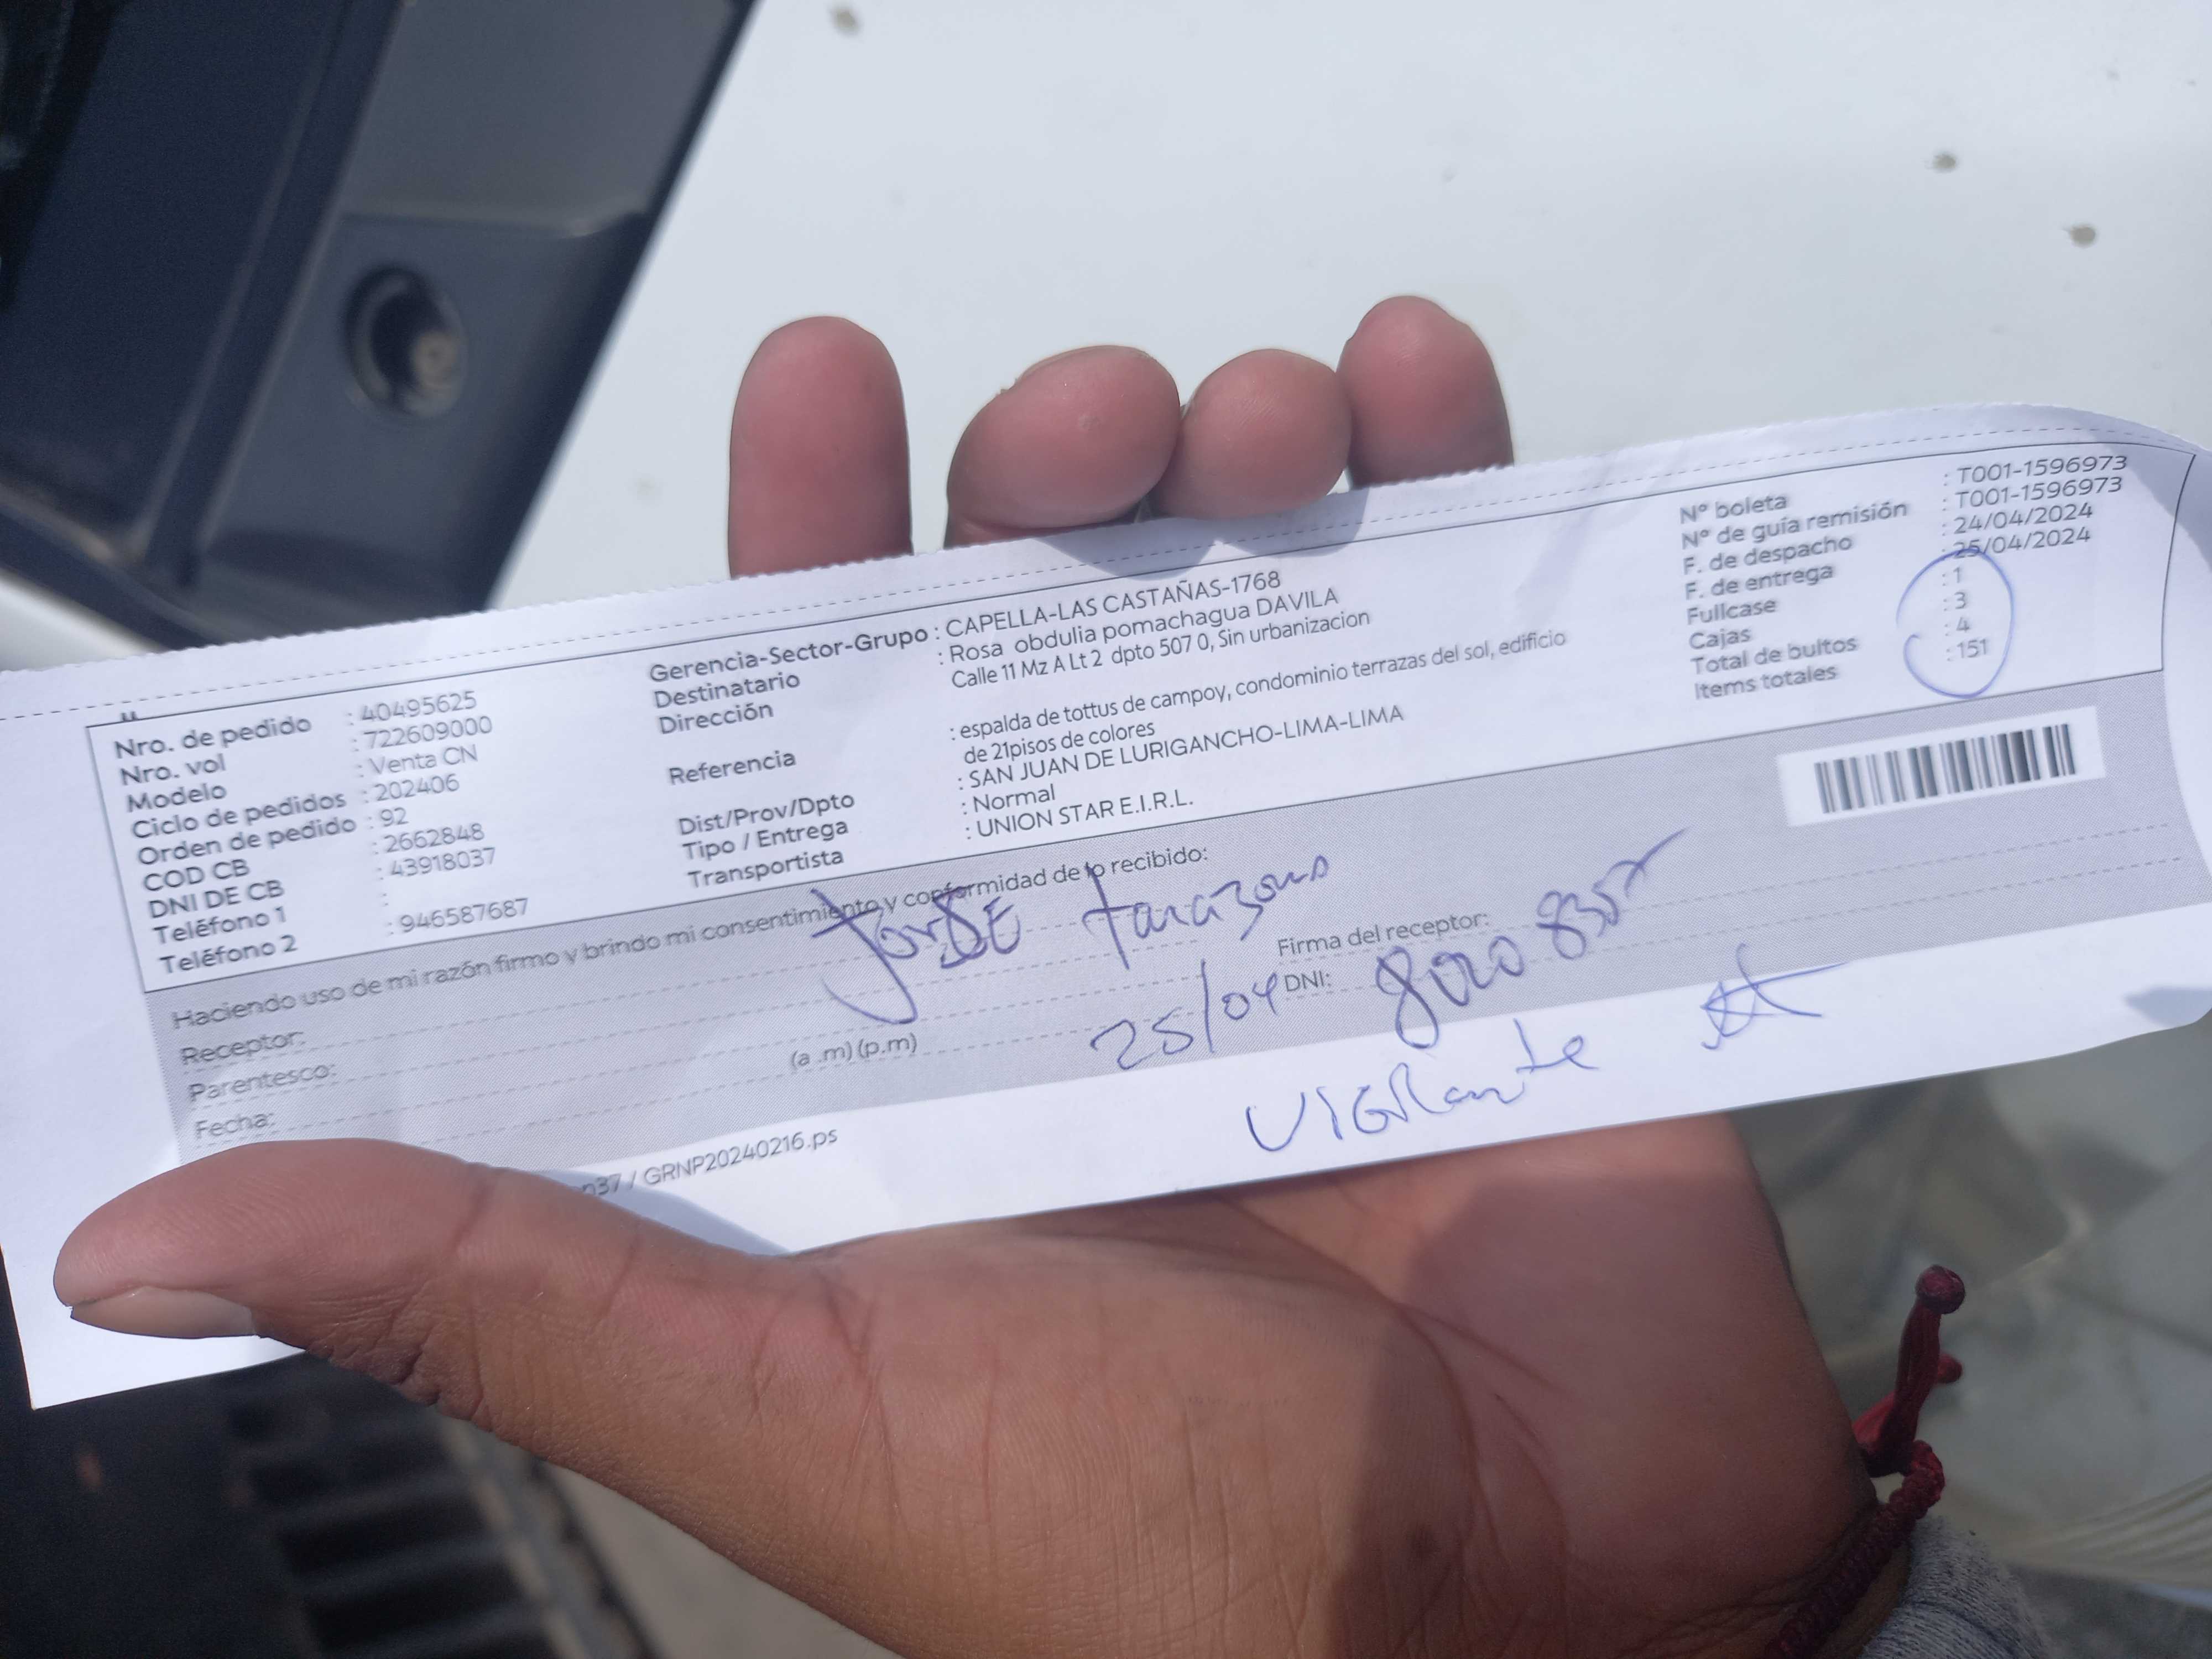 Nro. de pedido : 40495625
Nro. vol : 722609000
Modelo : Venta CN
Ciclo de pedidos : 202406
Orden de pedido : 92
COD CB : 2662848
DNI DE CB : 43918037
Teléfono 1 :
Teléfono 2 : 946587687
Gerencia-Sector-Grupo : CAPELLA-LAS CASTAÑAS-1768
Destinatario : Rosa obdulia pomachagua DAVILA
Dirección Calle 11 Mz A Lt 2 dpto 507 0, Sin urbanizacion
Referencia : espalda de tottus de campoy, condominio terrazas del sol, edificio
de 21pisos de colores
Dist/Prov/Dpto : SAN JUAN DE LURIGANCHO-LIMA-LIMA
Tipo / Entrega : Normal
Transportista : UNION STAR E.I.R.L.
N° boleta : T001-1596973
N° de guia remisión : T001-1596973
F. de despacho : 24/04/2024
F. de entrega : 25/04/2024
Fullcase : 1
Cajas : 3
Total de bultos : 4
Items totales : 151
Haciendo uso de mi razón firmo y brindo mi consentimiento y conformidad de lo recibido:
Receptor: JorGE tarazona
Parentesco:
Fecha: (a .m) (p.m) 25/04
Firma del receptor:
DNI:
VIGilante
n37 / GRNP20240216.ps